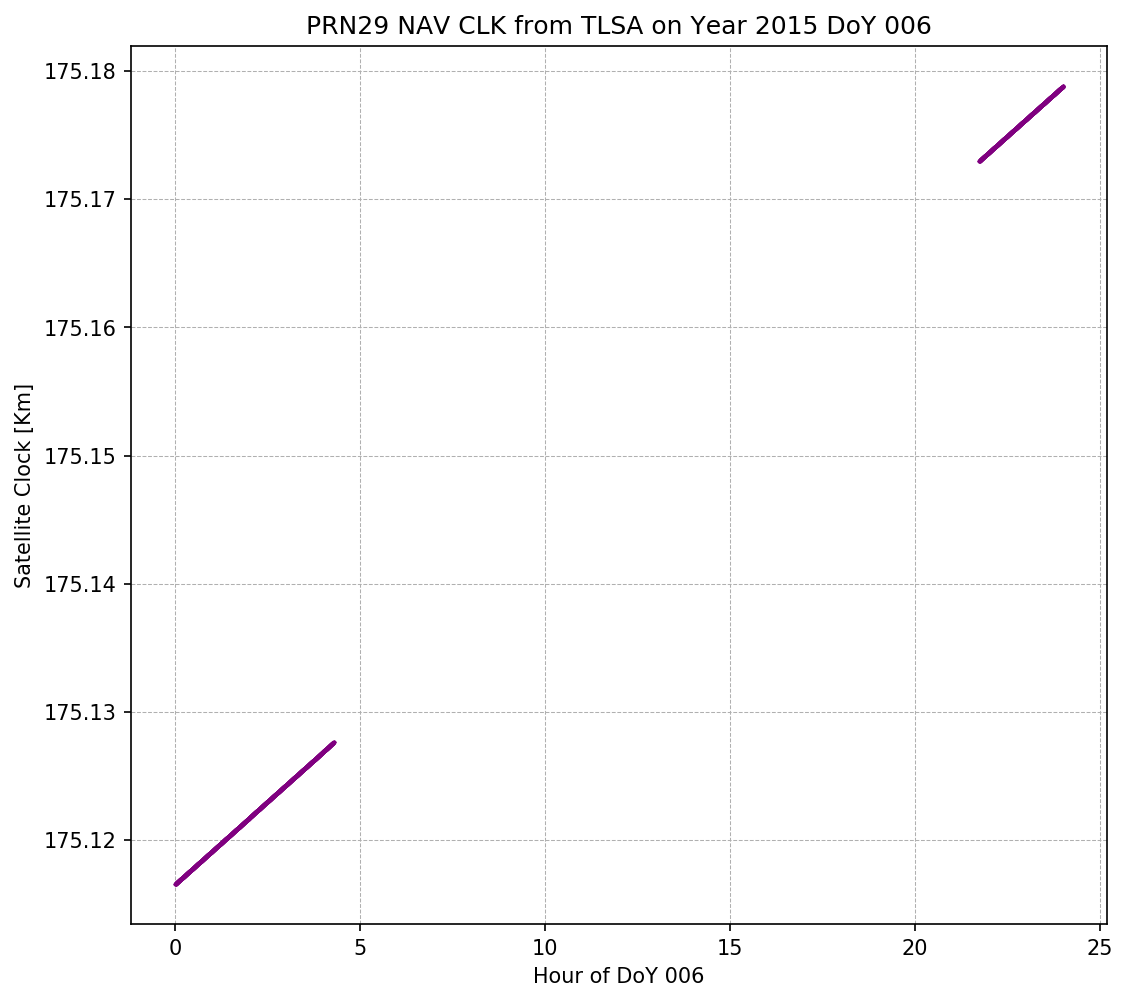 PRN29 NAV CLK from TLSA on Year 2015 DoY 006
175.18
175.17
175.16
175.15
175.14
175.13
175.12
Satellite Clock [Km]
0 5 10 15 20 25
Hour of DoY 006